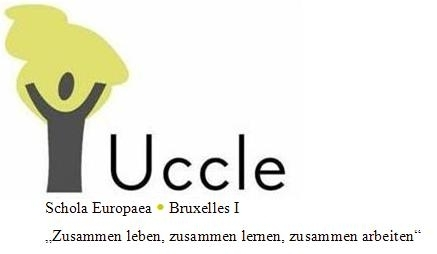 Uccle
Schola Europaea • Bruxelles I
„Zusammen leben, zusammen lernen, zusammen arbeiten“